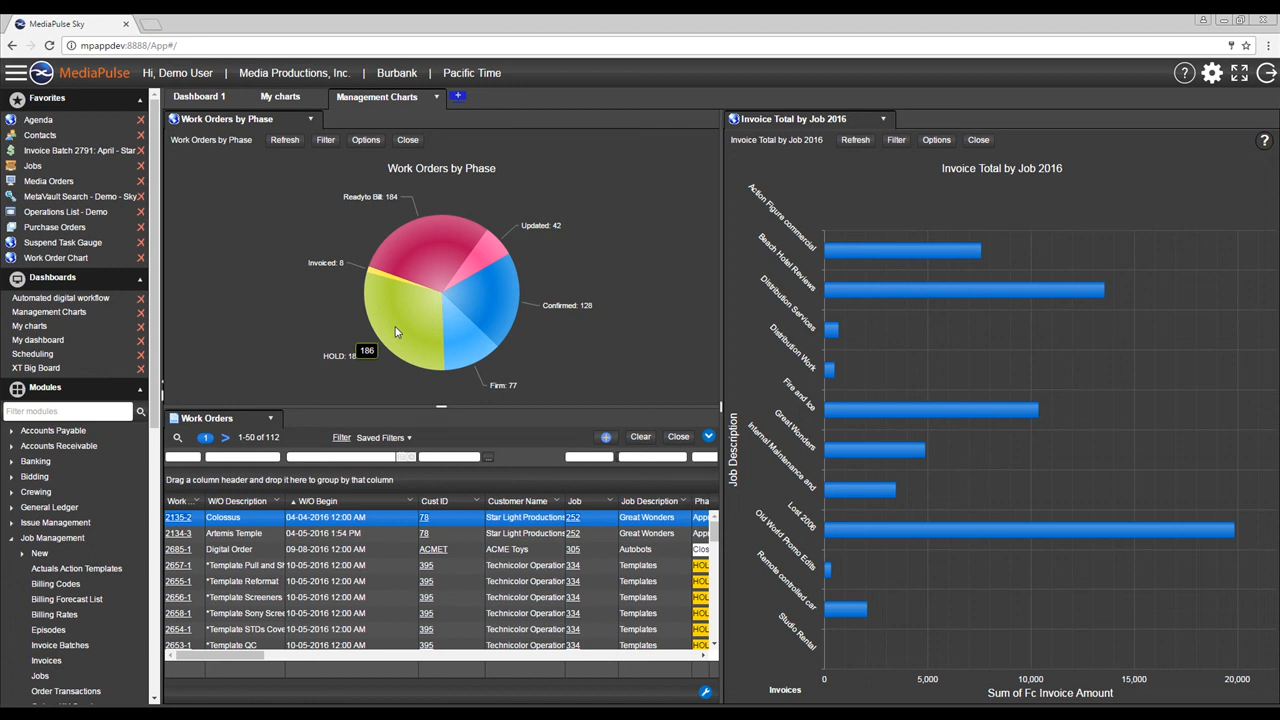 MediaPulse Sky
mpappdev:8888/App#/
MediaPulse Hi, Demo User | Media Productions, Inc. | Burbank | Pacific Time
Favorites
Agenda
Contacts
Invoice Batch 2791: April - Star
Jobs
Media Orders
MetaVault Search - Demo - Sky
Operations List - Demo
Purchase Orders
Suspend Task Gauge
Work Order Chart
Dashboards
Automated digital workflow
Management Charts
My charts
My dashboard
Scheduling
XT Big Board
Modules
Filter modules
Accounts Payable
Accounts Receivable
Banking
Bidding
Crewing
General Ledger
Issue Management
Job Management
New
Actuals Action Templates
Billing Codes
Billing Forecast List
Billing Rates
Episodes
Invoice Batches
Invoices
Jobs
Order Transactions
Dashboard 1 My charts Management Charts
Work Orders by Phase
Work Orders by Phase Refresh Filter Options Close
Work Orders by Phase
Readyto Bill: 184
Updated: 42
Invoiced: 8
Confirmed: 128
HOLD: 18
186
Firm: 77
Work Orders
1 1-50 of 112 Filter Saved Filters Clear Close
Drag a column header and drop it here to group by that column
Work ... W/O Description W/O Begin Cust ID Customer Name Job Job Description Pha
2135-2 Colossus 04-04-2016 12:00 AM 78 Star Light Productions 252 Great Wonders App
2134-3 Artemis Temple 04-05-2016 1:54 PM 78 Star Light Productions 252 Great Wonders App
2685-1 Digital Order 09-08-2016 12:00 AM ACMET ACME Toys 305 Autobots Clos
2657-1 *Template Pull and Sh 10-05-2016 12:00 AM 395 Technicolor Operation 334 Templates HOL
2655-1 *Template Reformat 10-05-2016 12:00 AM 395 Technicolor Operation 334 Templates HOL
2656-1 *Template Screeners 10-05-2016 12:00 AM 395 Technicolor Operation 334 Templates HOL
2658-1 *Template Sony Scree 10-05-2016 12:00 AM 395 Technicolor Operation 334 Templates HOL
2654-1 *Template STDs Cove 10-05-2016 12:00 AM 395 Technicolor Operation 334 Templates HOL
2653-1 *Template QC 10-05-2016 12:00 AM 395 Technicolor Operation 334 Templates HOL
Invoice Total by Job 2016
Invoice Total by Job 2016 Refresh Filter Options Close ?
Invoice Total by Job 2016
Action Figure commercial
Beach Hotel Reviews
Distribution Services
Distribution Work
Fire and Ice
Great Wonders
Internal Maintenance and
Lost 2006
Old World Promo Edits
Remote controlled car
Studio Rental
Job Description
Invoices
0 5,000 10,000 15,000 20,000
Sum of Fc Invoice Amount